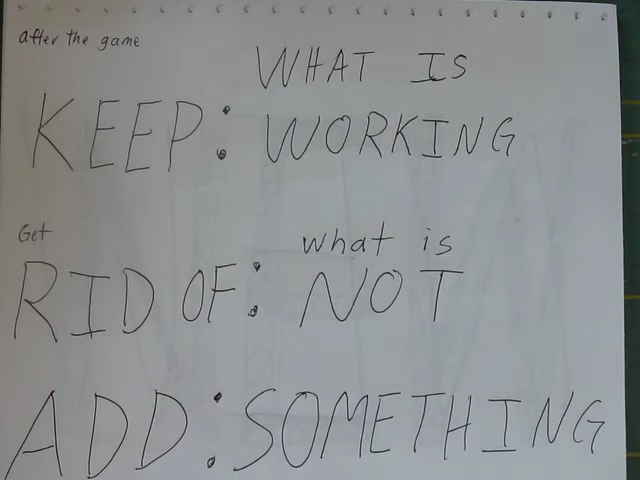 after the game
WHAT IS
KEEP: WORKING
Get
what is
RID OF: NOT
ADD: SOMETHING